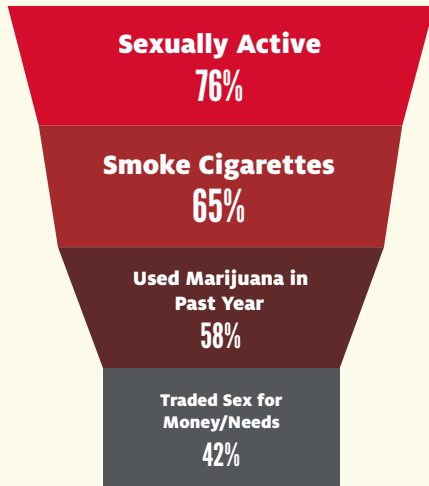 Sexually Active
76%
Smoke Cigarettes
65%
Used Marijuana in
Past Year
58%
Traded Sex for
Money/Needs
42%